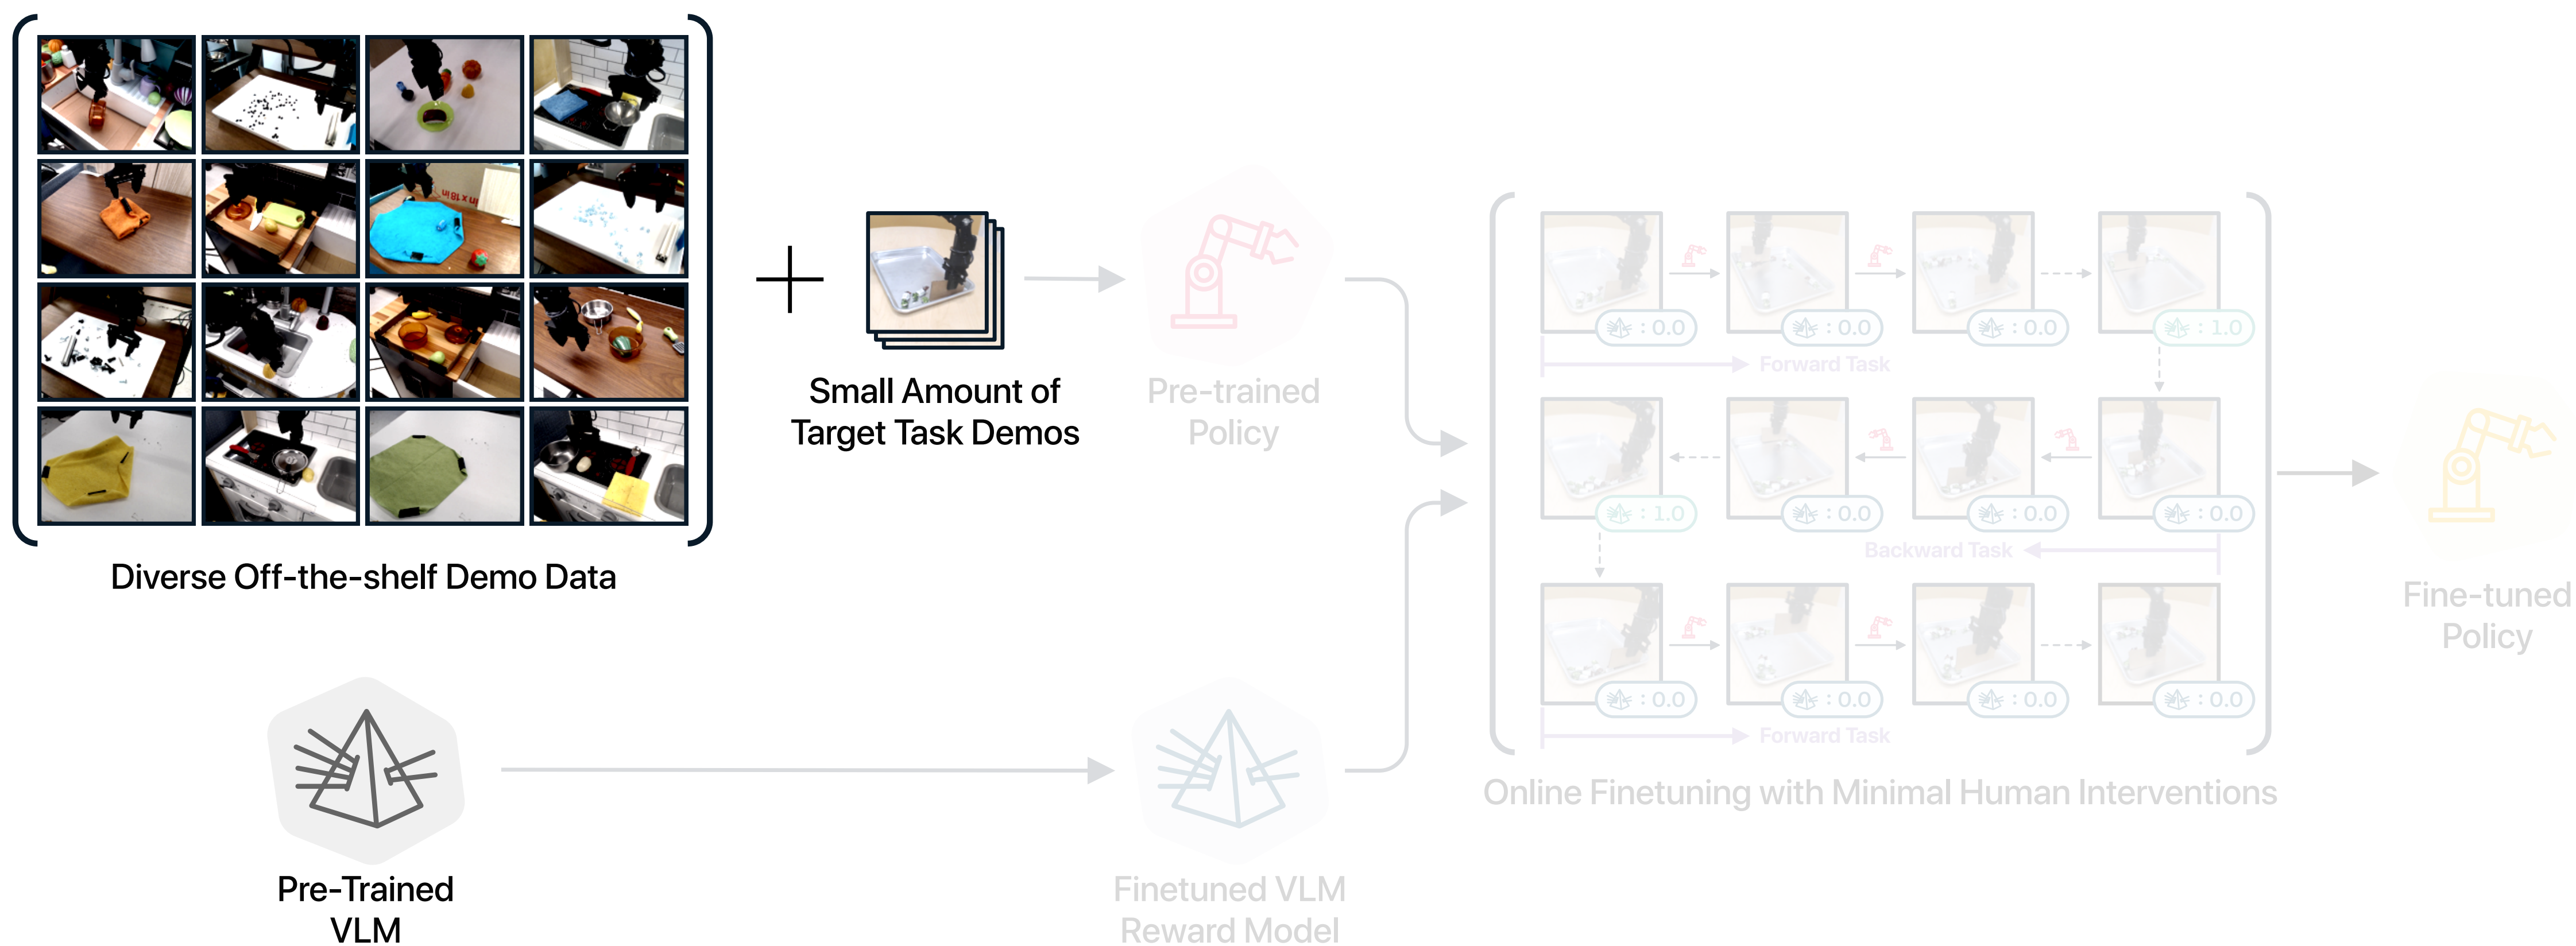 Diverse Off-the-shelf Demo Data
Small Amount of
Target Task Demos
Pre-trained
Policy
: 0.0
: 0.0
: 0.0
: 1.0
Forward Task
: 1.0
: 0.0
: 0.0
: 0.0
Backward Task
: 0.0
: 0.0
: 0.0
: 0.0
Forward Task
Online Finetuning with Minimal Human Interventions
Fine-tuned
Policy
Pre-Trained
VLM
Finetuned VLM
Reward Model
in x 18 in